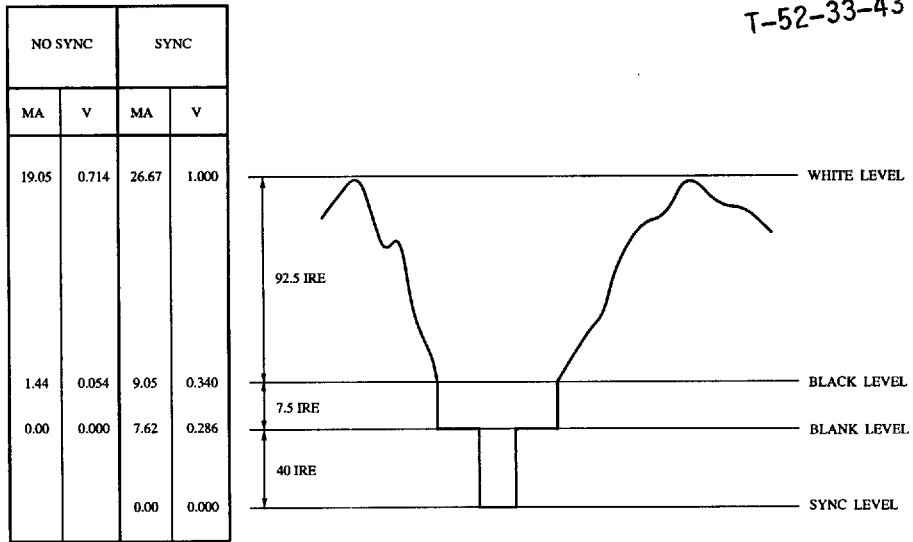 T-52-33-43
NO SYNC SYNC
MA V MA V
19.05 0.714 26.67 1.000 WHITE LEVEL
92.5 IRE
1.44 0.054 9.05 0.340 BLACK LEVEL
7.5 IRE
0.00 0.000 7.62 0.286 BLANK LEVEL
40 IRE
0.00 0.000 SYNC LEVEL